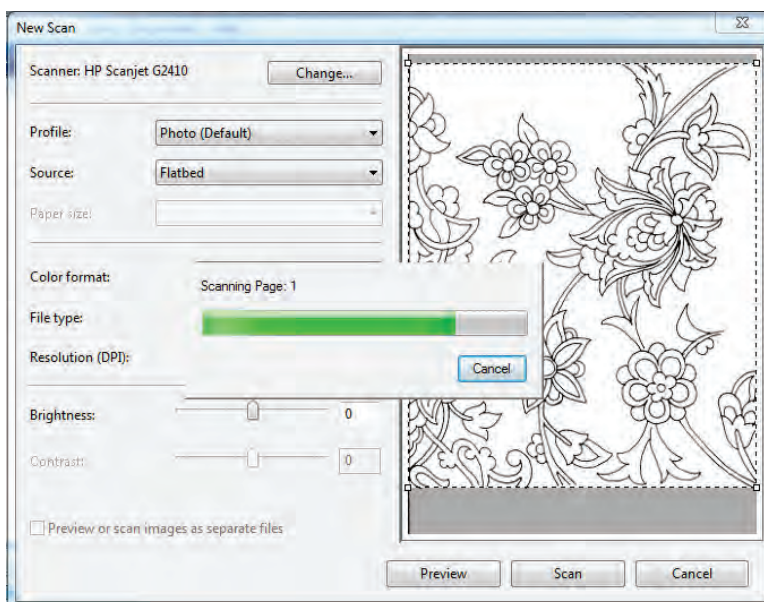 New Scan
Scanner: HP Scanjet G2410
Change...
Profile:
Photo (Default)
Source:
Flatbed
Paper size:
Color format:
Scanning Page: 1
File type:
Resolution (DPI):
Cancel
Brightness:
0
Contrast:
0
Preview or scan images as separate files
Preview
Scan
Cancel